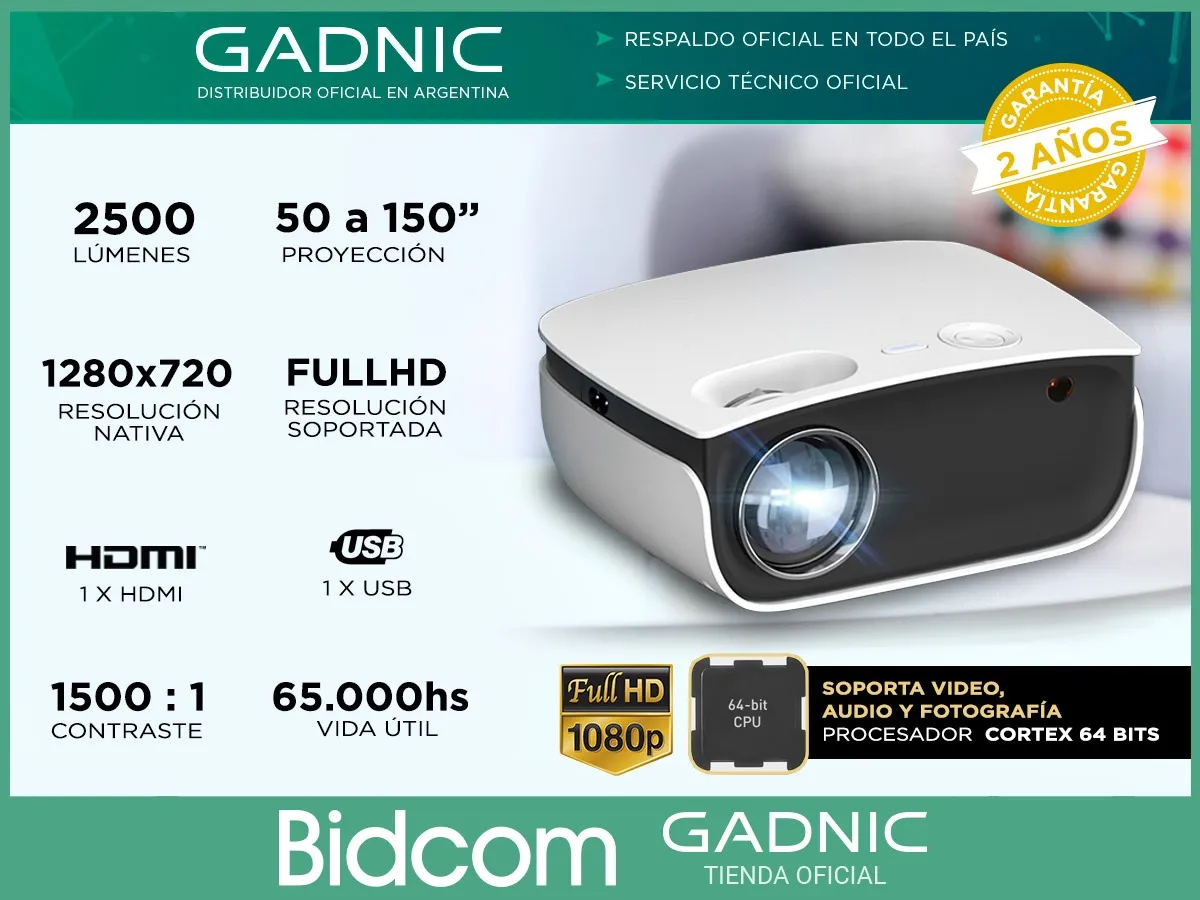 GADNIC
DISTRIBUIDOR OFICIAL EN ARGENTINA
RESPALDO OFICIAL EN TODO EL PAÍS
SERVICIO TÉCNICO OFICIAL
GARANTÍA
2 AÑOS
GARANTÍA
2500
LÚMENES
50 a 150”
PROYECCIÓN
1280x720
RESOLUCIÓN
NATIVA
FULLHD
RESOLUCIÓN
SOPORTADA
HDMI™
1 X HDMI
USB
1 X USB
1500 : 1
CONTRASTE
65.000hs
VIDA ÚTIL
Full HD
1080p
64-bit
CPU
SOPORTA VIDEO,
AUDIO Y FOTOGRAFÍA
PROCESADOR CORTEX 64 BITS
Bidcom
GADNIC
TIENDA OFICIAL